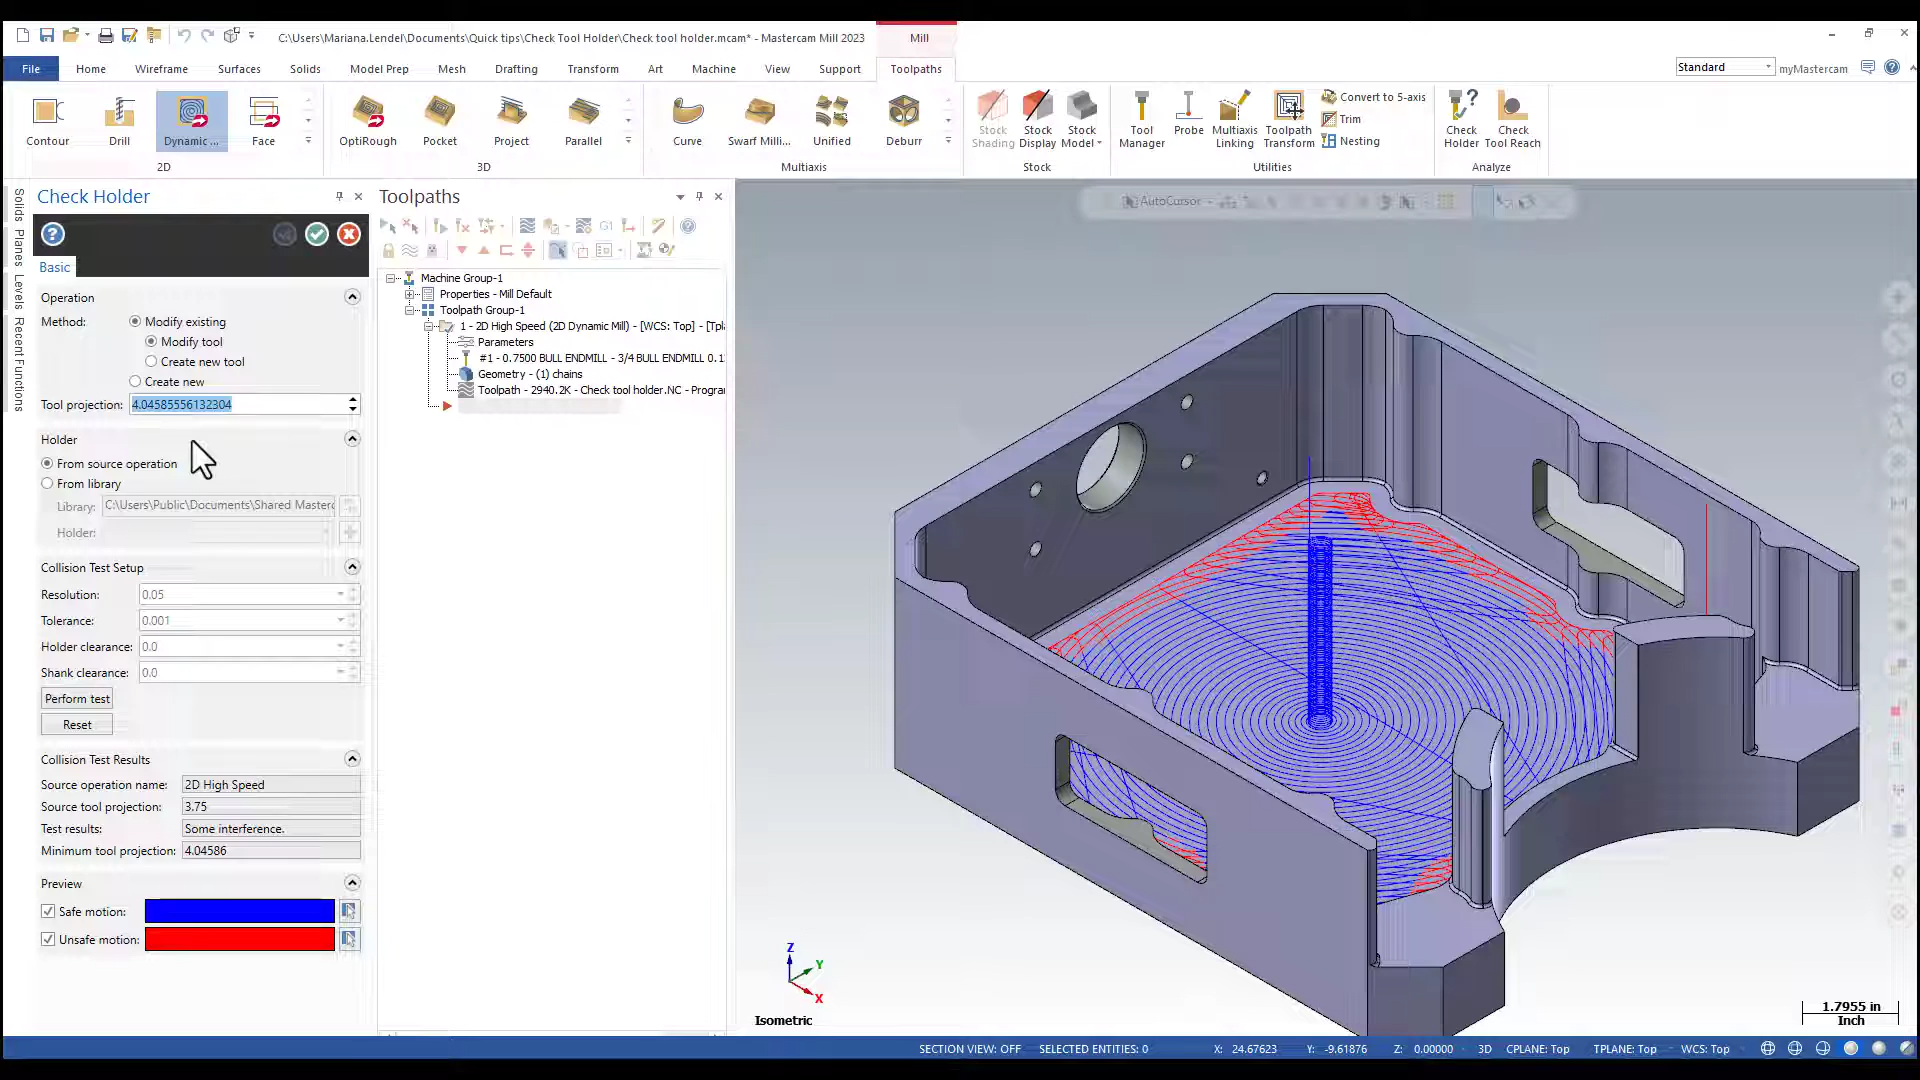 C:\Users\Mariana.Lendel\Documents\Quick tips\Check Tool Holder\Check tool holder.mcam* - Mastercam Mill 2023
Mill
File Home Wireframe Surfaces Solids Model Prep Mesh Drafting Transform Art Machine View Support Toolpaths
Standard myMastercam
Contour Drill Dynamic ... Face
OptiRough Pocket Project Parallel
Curve Swarf Milli... Unified Deburr
Stock Shading Stock Display Stock Model
Tool Manager Probe Multiaxis Linking Toolpath Transform
Convert to 5-axis
Trim
Nesting
Check Holder Check Tool Reach
2D 3D Multiaxis Stock Utilities Analyze
Solids Planes Levels Recent Functions
Check Holder
Basic
Operation
Method: Modify existing
Modify tool
Create new tool
Create new
Tool projection: 4.04585556132304
Holder
From source operation
From library
Library: C:\Users\Public\Documents\Shared Masterc
Holder:
Collision Test Setup
Resolution: 0.05
Tolerance: 0.001
Holder clearance: 0.0
Shank clearance: 0.0
Perform test
Reset
Collision Test Results
Source operation name: 2D High Speed
Source tool projection: 3.75
Test results: Some interference.
Minimum tool projection: 4.04586
Preview
Safe motion:
Unsafe motion:
Toolpaths
G1
Machine Group-1
Properties - Mill Default
Toolpath Group-1
1 - 2D High Speed (2D Dynamic Mill) - [WCS: Top] - [Tpl
Parameters
#1 - 0.7500 BULL ENDMILL - 3/4 BULL ENDMILL 0.1
Geometry - (1) chains
Toolpath - 2940.2K - Check tool holder.NC - Program
AutoCursor
Z
Y
X
Isometric
1.7955 in
Inch
SECTION VIEW: OFF SELECTED ENTITIES: 0 X: 24.67623 Y: -9.61876 Z: 0.00000 3D CPLANE: Top TPLANE: Top WCS: Top